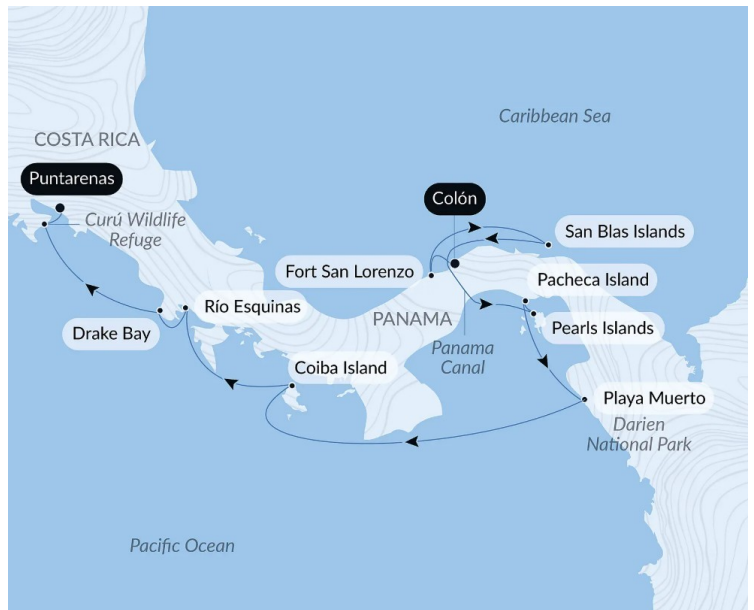 Caribbean Sea
COSTA RICA
Puntarenas
Colón
Curú Wildlife
Refuge
San Blas Islands
Fort San Lorenzo
Pacheca Island
Río Esquinas
PANAMA
Pearls Islands
Drake Bay
Panama
Canal
Coiba Island
Playa Muerto
Darien
National Park
Pacific Ocean